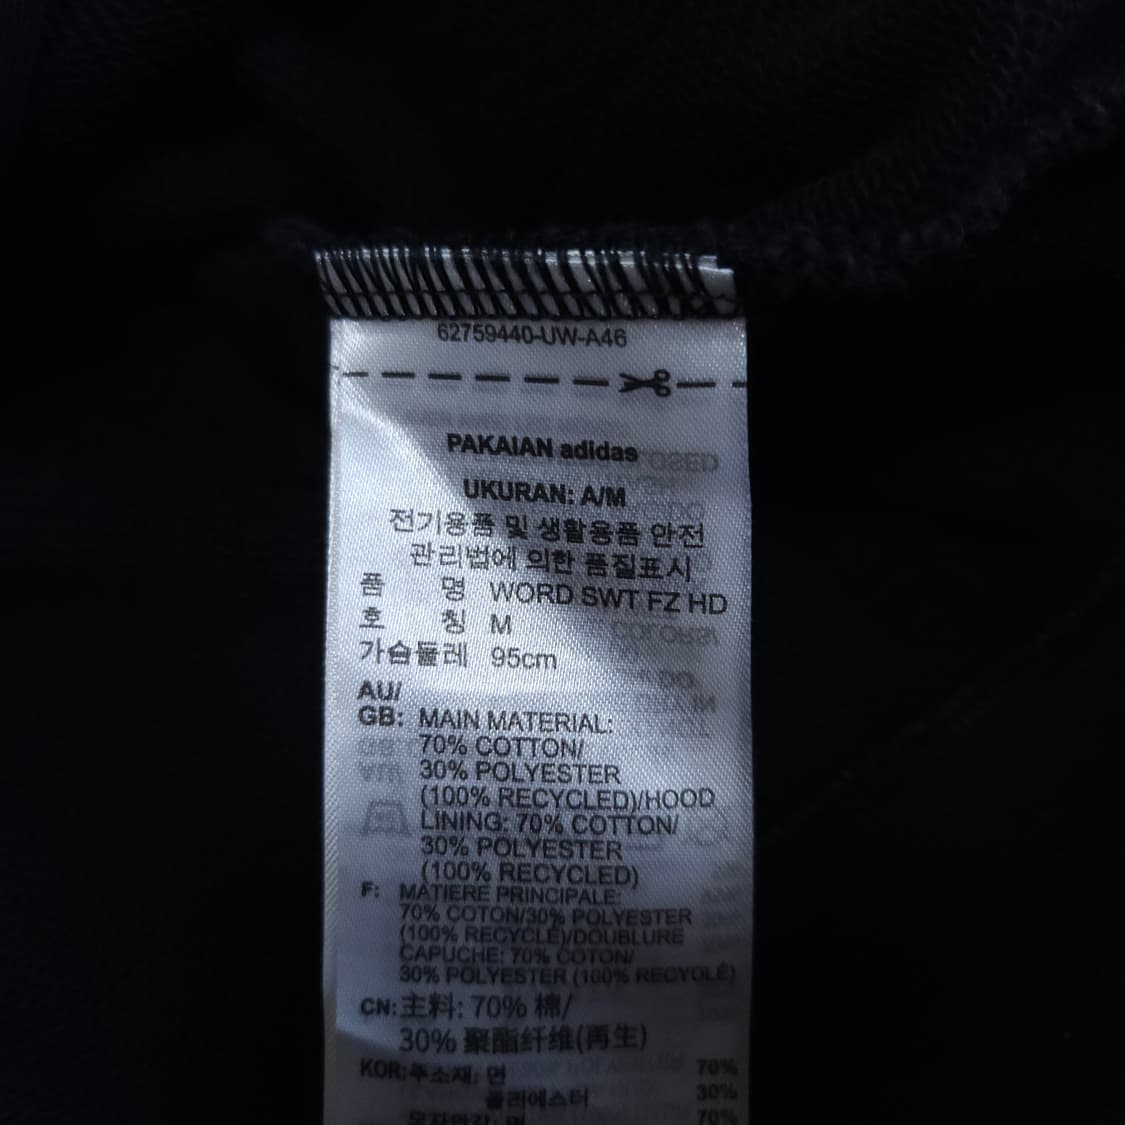 62759440-UW-A46
PAKAIAN adidas
UKURAN: A/M
전기용품 및 생활용품 안전
관리법에 의한 품질표시
품 명 WORD SWT FZ HD
호 칭 M
가슴둘레 95cm
AU/
GB: MAIN MATERIAL:
70% COTTON/
30% POLYESTER
(100% RECYCLED)/HOOD
LINING: 70% COTTON/
30% POLYESTER
(100% RECYCLED)
F: MATIERE PRINCIPALE:
70% COTON/30% POLYESTER
(100% RECYCLÉ)/DOUBLURE
CAPUCHE: 70% COTON/
30% POLYESTER (100% RECYCLÉ)
CN: 主料: 70% 棉/
30% 聚酯纤维(再生)
KOR: 주소재: 면 70%
폴리에스터 30%
70%